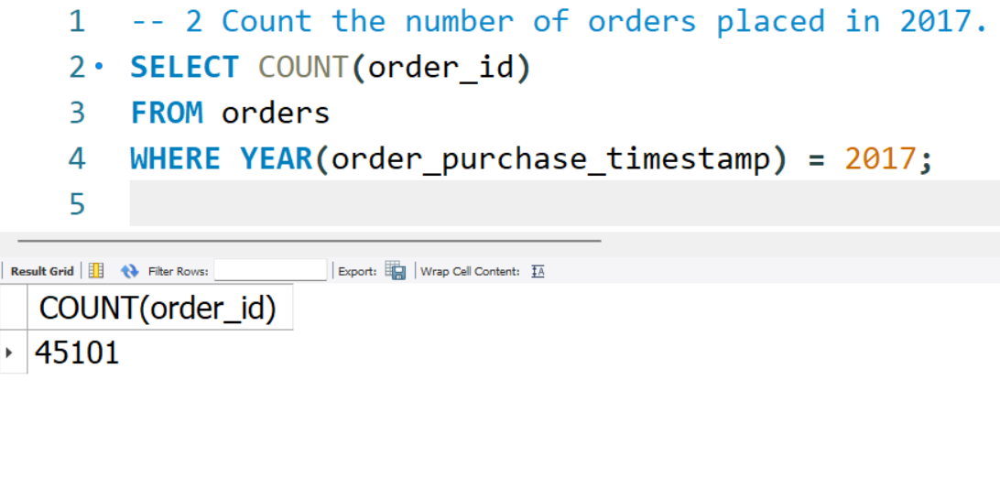 1 -- 2 Count the number of orders placed in 2017.
2 SELECT COUNT(order_id)
3 FROM orders
4 WHERE YEAR(order_purchase_timestamp) = 2017;
5
Result Grid Filter Rows: Export: Wrap Cell Content: IA
COUNT(order_id)
45101